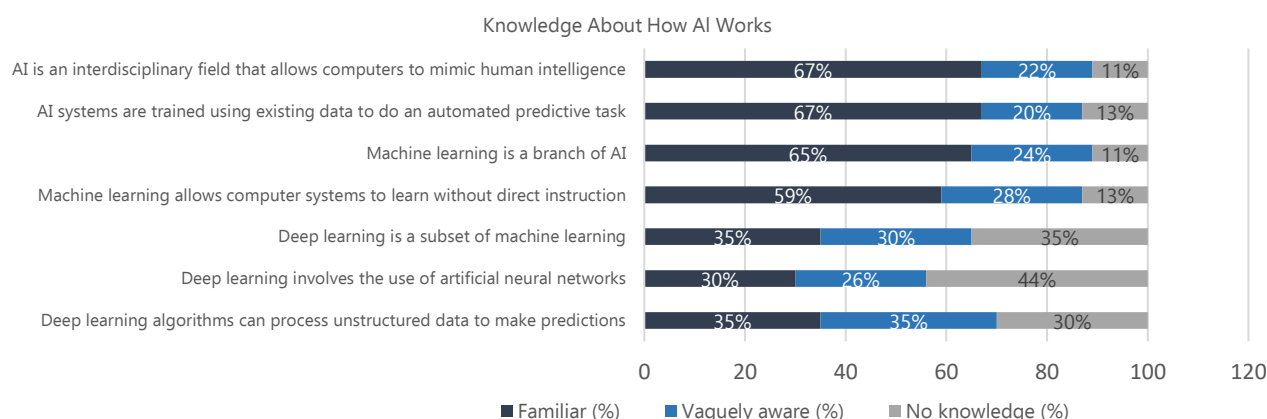 Knowledge About How AI Works
AI is an interdisciplinary field that allows computers to mimic human intelligence 67% 22% 11%
AI systems are trained using existing data to do an automated predictive task 67% 20% 13%
Machine learning is a branch of AI 65% 24% 11%
Machine learning allows computer systems to learn without direct instruction 59% 28% 13%
Deep learning is a subset of machine learning 35% 30% 35%
Deep learning involves the use of artificial neural networks 30% 26% 44%
Deep learning algorithms can process unstructured data to make predictions 35% 35% 30%
0 20 40 60 80 100 120
Familiar (%) Vaguely aware (%) No knowledge (%)